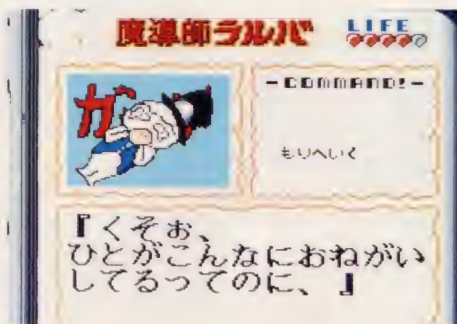 魔導師ラルバ
LIFE
ガ
-COMMAND!-
もりへいく
『くそぉ、
ひとがこんなにおねがい
してるってのに、』